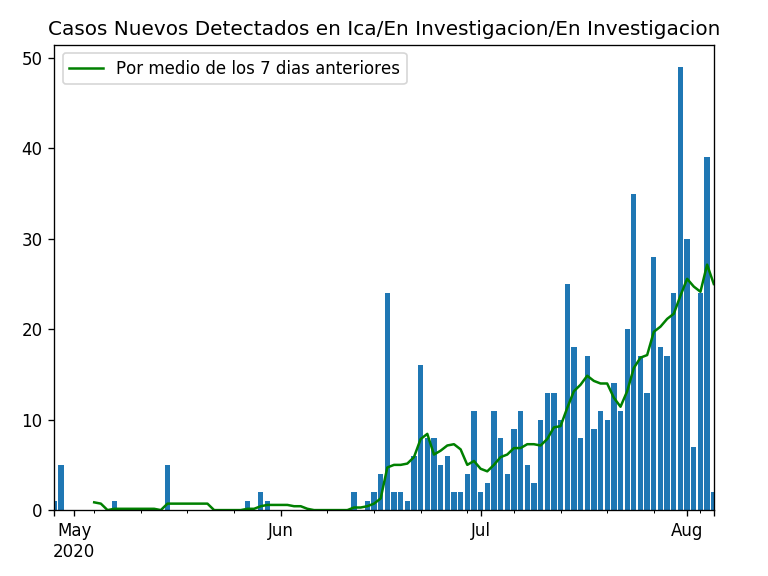 Casos Nuevos Detectados en Ica/En Investigacion/En Investigacion
Por medio de los 7 dias anteriores
50
40
30
20
10
0
May Jun Jul Aug
2020